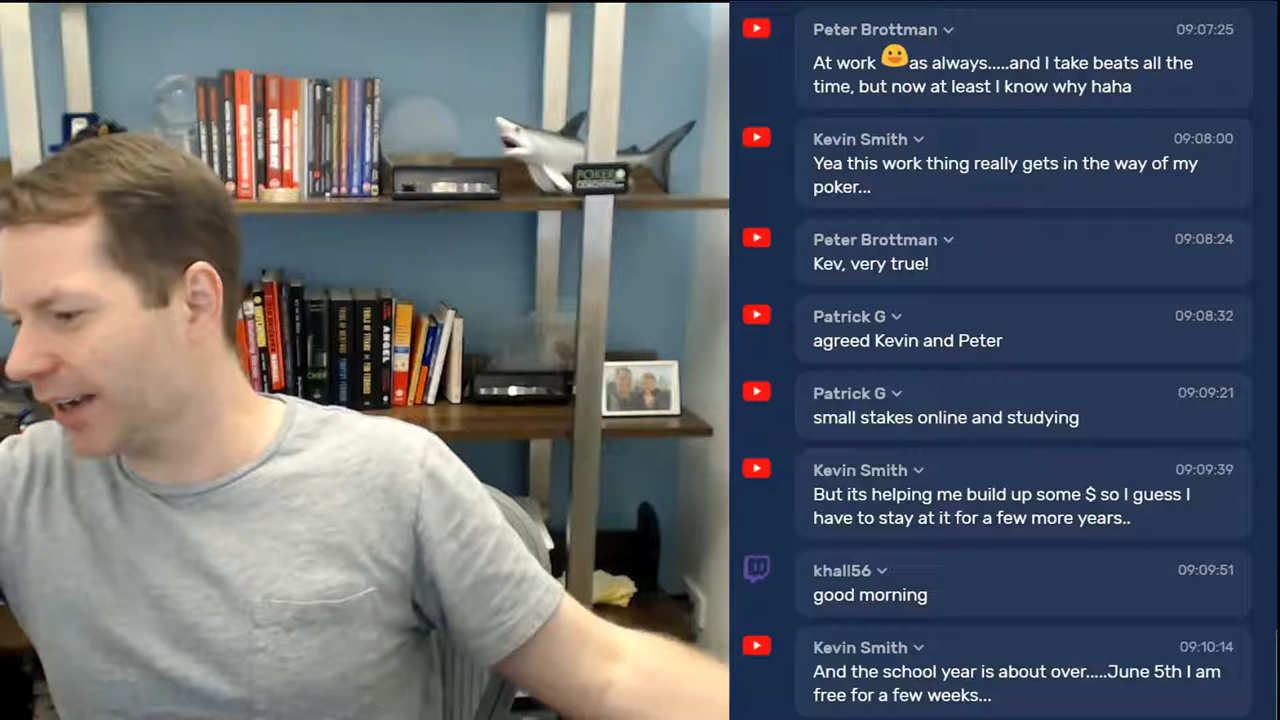 Peter Brottman
09:07:25
At work 😀as always.....and I take beats all the
time, but now at least I know why haha
Kevin Smith
09:08:00
Yea this work thing really gets in the way of my
poker...
Peter Brottman
09:08:24
Kev, very true!
Patrick G
09:08:32
agreed Kevin and Peter
Patrick G
09:09:21
small stakes online and studying
Kevin Smith
09:09:39
But its helping me build up some $ so I guess I
have to stay at it for a few more years..
khall56
09:09:51
good morning
Kevin Smith
09:10:14
And the school year is about over.....June 5th I am
free for a few weeks...
POKER
COACHING
ANGEL